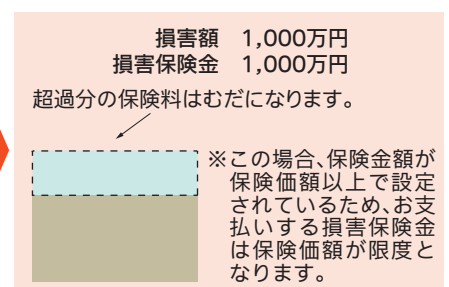 損害額　1,000万円
損害保険金　1,000万円
超過分の保険料はむだになります。
※この場合、保険金額が
保険価額以上で設定
されているため、お支
払いする損害保険金
は保険価額が限度と
なります。